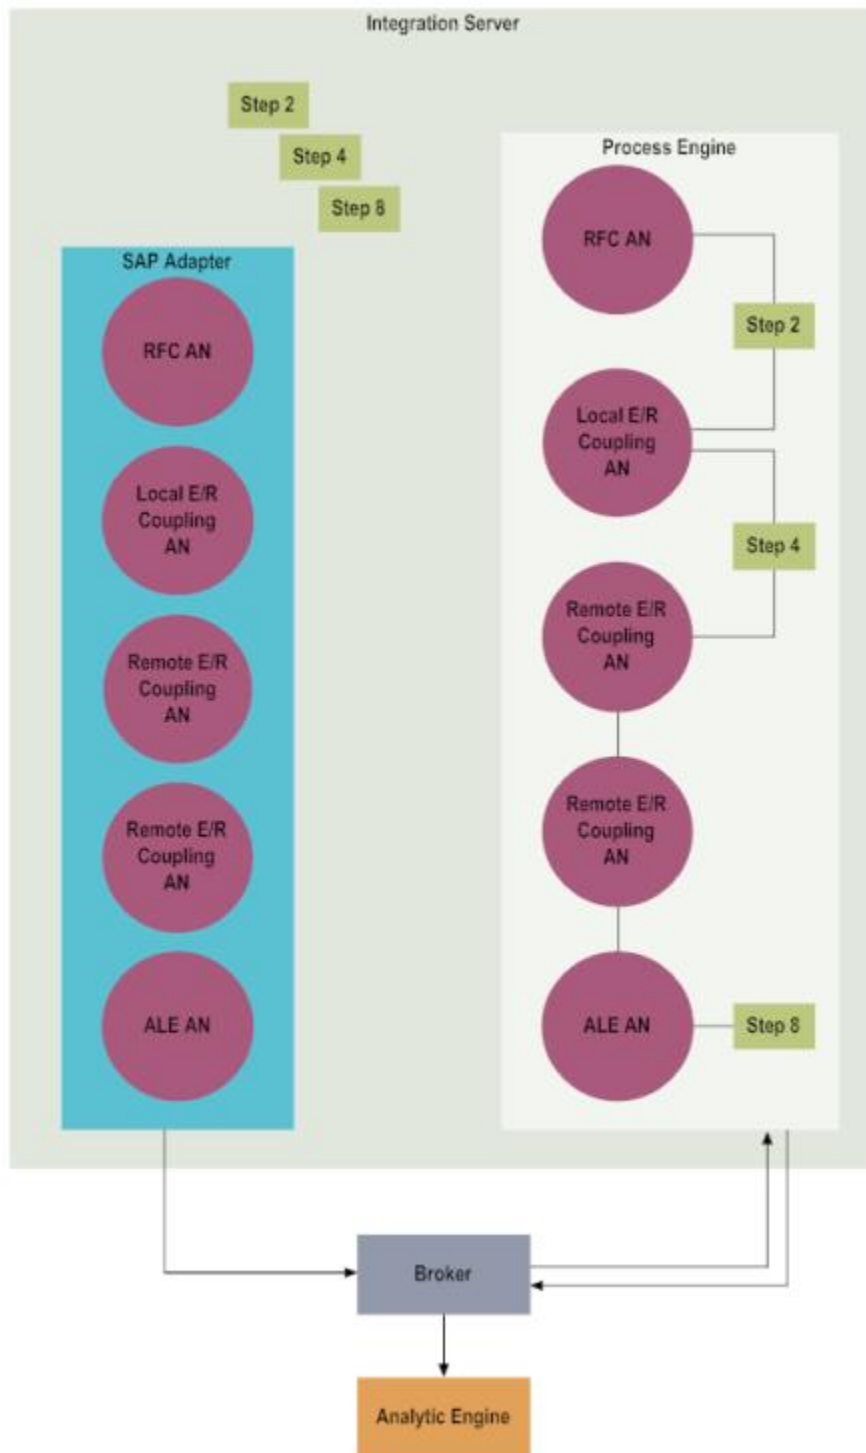 Integration Server
Step 2
Step 4
Step 8
SAP Adapter
RFC AN
Local E/R
Coupling
AN
Remote E/R
Coupling
AN
Remote E/R
Coupling
AN
ALE AN
Process Engine
RFC AN
Step 2
Local E/R
Coupling
AN
Step 4
Remote E/R
Coupling
AN
Remote E/R
Coupling
AN
ALE AN
Step 8
Broker
Analytic Engine